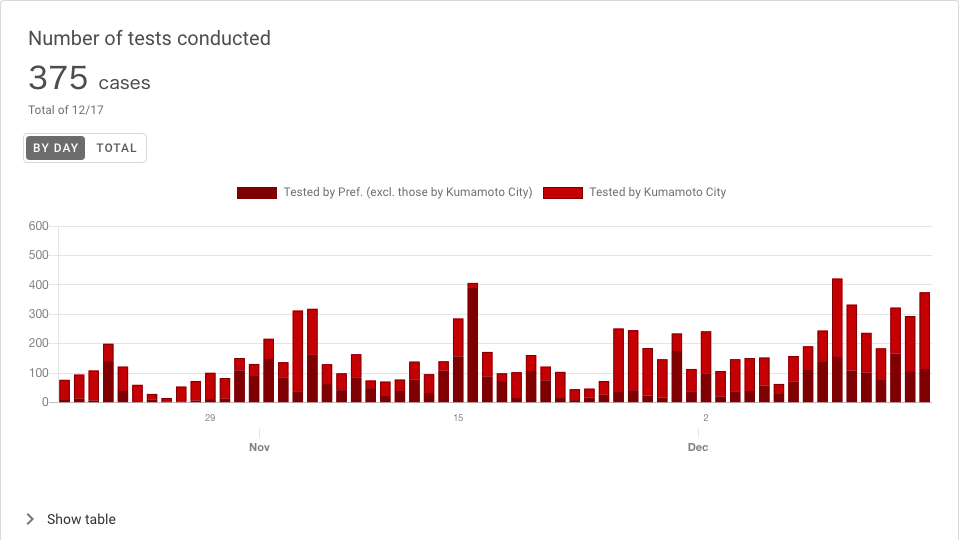 Number of tests conducted
375 cases
Total of 12/17
BY DAY TOTAL
Tested by Pref. (excl. those by Kumamoto City) Tested by Kumamoto City
600
500
400
300
200
100
0
29 15 2
Nov Dec
Show table